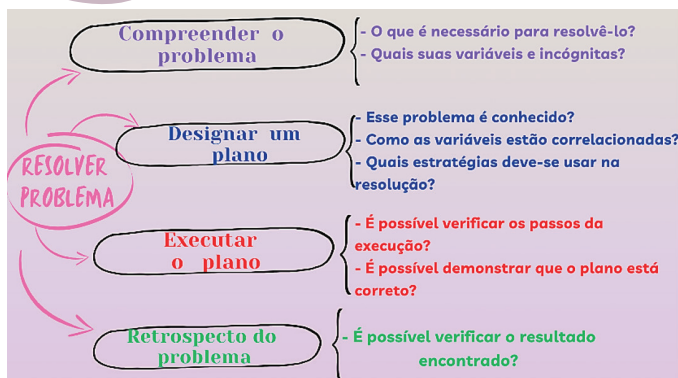 Compreender o
problema
- O que é necessário para resolvê-lo?
- Quais suas variáveis e incógnitas?
Designar um
plano
- Esse problema é conhecido?
- Como as variáveis estão correlacionadas?
- Quais estratégias deve-se usar na
resolução?
RESOLVER
PROBLEMA
Executar
o plano
- É possível verificar os passos da
execução?
- É possível demonstrar que o plano está
correto?
Retrospecto do
problema
- É possível verificar o resultado
encontrado?